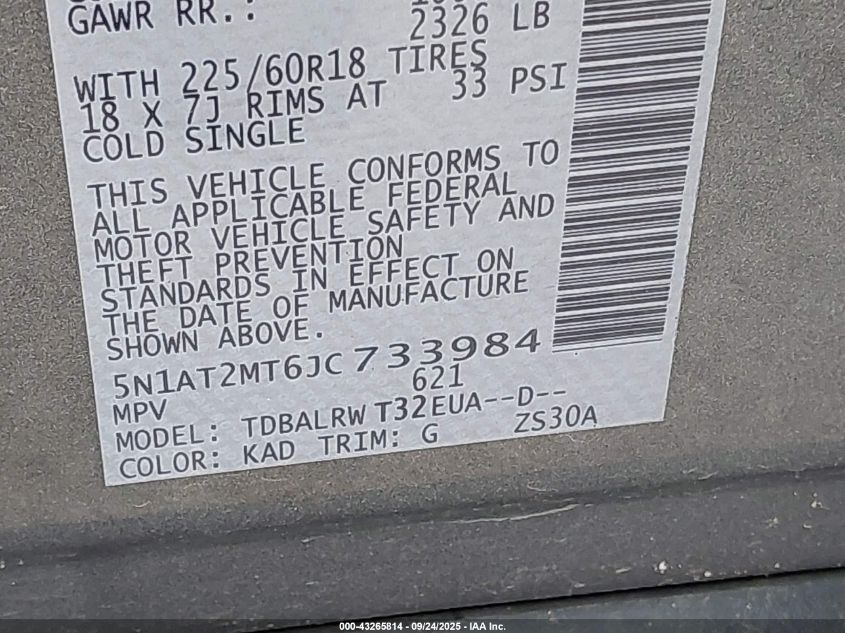 GAWR RR.:
2326 LB
WITH 225/60R18 TIRES
18 X 7J RIMS AT 33 PSI
COLD SINGLE
THIS VEHICLE CONFORMS TO
ALL APPLICABLE FEDERAL
MOTOR VEHICLE SAFETY AND
THEFT PREVENTION
STANDARDS IN EFFECT ON
THE DATE OF MANUFACTURE
SHOWN ABOVE.
5N1AT2MT6JC733984
MPV 621
MODEL: TDBALRW T32EUA--D--
COLOR: KAD TRIM: G ZS30A
000-43265814 - 09/24/2025 - IAA Inc.